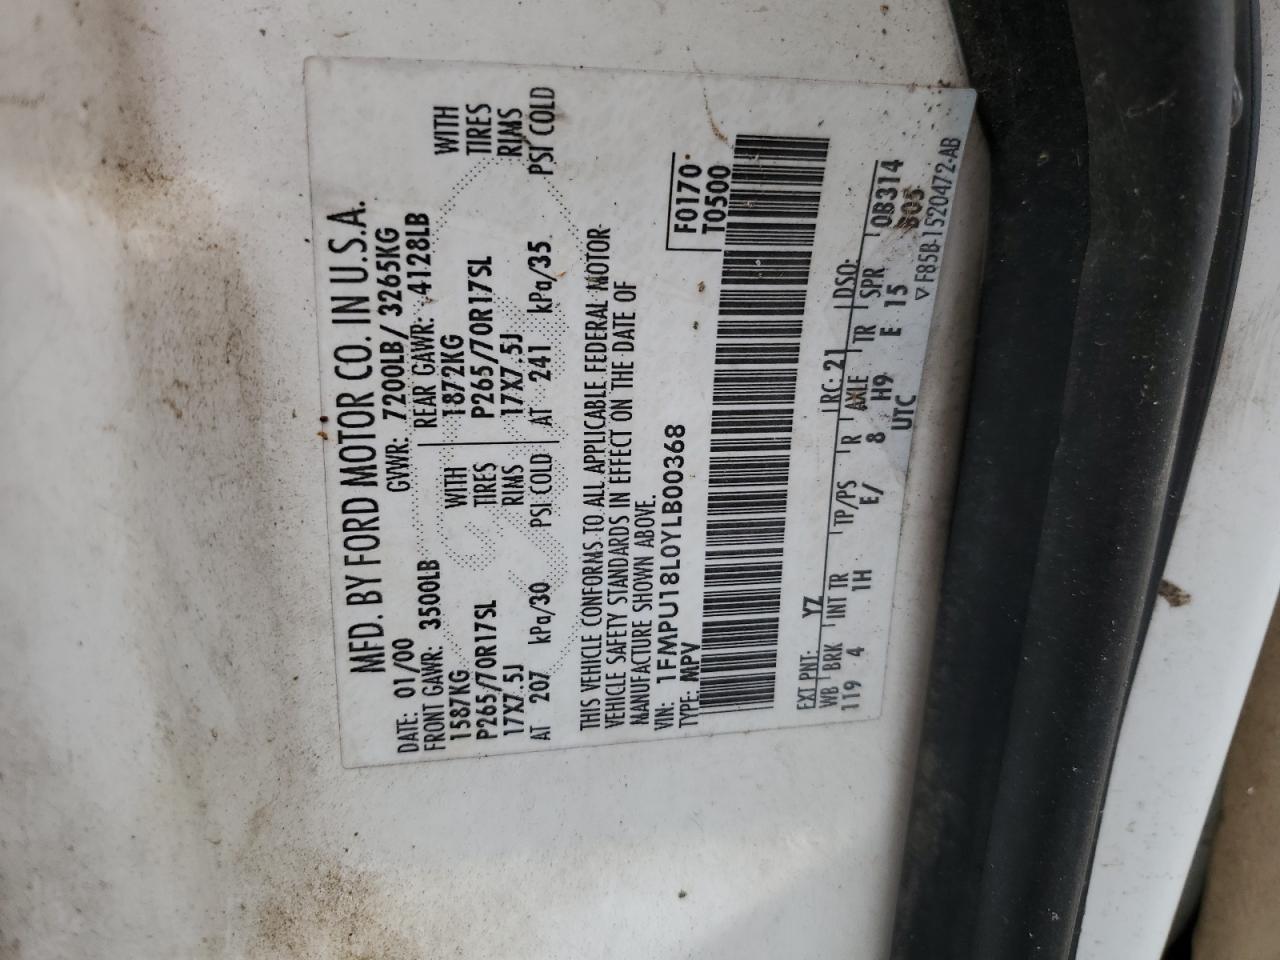 MFD. BY FORD MOTOR CO. IN U.S.A.
DATE: 01/00 GVWR: 7200LB/ 3265KG
FRONT GAWR: 3500LB REAR GAWR: 4128LB
1587KG WITH 1872KG WITH
P265/70R17SL TIRES P265/70R17SL TIRES
17X7.5J RIMS 17X7.5J RIMS
AT 207 kPa/30 PSI COLD AT 241 kPa/35 PSI COLD
THIS VEHICLE CONFORMS TO ALL APPLICABLE FEDERAL MOTOR
VEHICLE SAFETY STANDARDS IN EFFECT ON THE DATE OF
MANUFACTURE SHOWN ABOVE.
VIN: 1FMPU18L0YLB00368 F0170
TYPE: MPV T0500
EXT PNT: YZ RC: 21 DSO:
WB BRK INT TR TP/PS R AXLE TR SPR 08314
119 4 1H E/ 8 H9 E 15
UTC
▽ F85B-1520472-AB